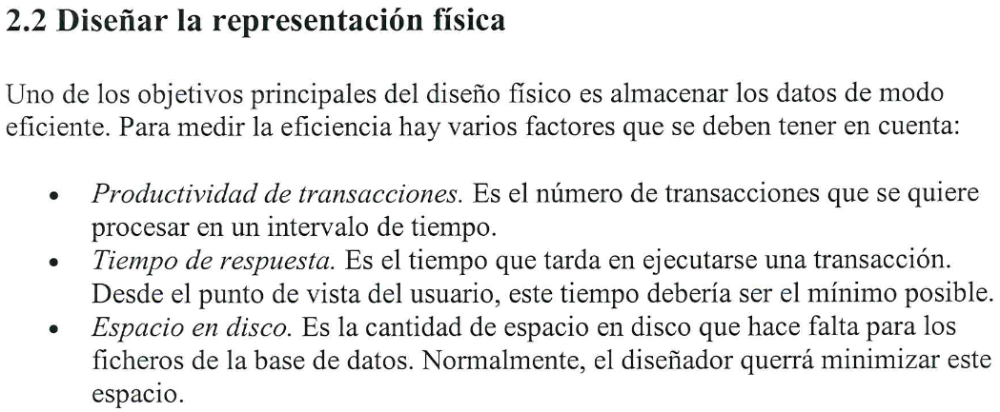 2.2 Diseñar la representación física
Uno de los objetivos principales del diseño físico es almacenar los datos de modo
eficiente. Para medir la eficiencia hay varios factores que se deben tener en cuenta:
• Productividad de transacciones. Es el número de transacciones que se quiere
procesar en un intervalo de tiempo.
• Tiempo de respuesta. Es el tiempo que tarda en ejecutarse una transacción.
Desde el punto de vista del usuario, este tiempo debería ser el mínimo posible.
• Espacio en disco. Es la cantidad de espacio en disco que hace falta para los
ficheros de la base de datos. Normalmente, el diseñador querrá minimizar este
espacio.